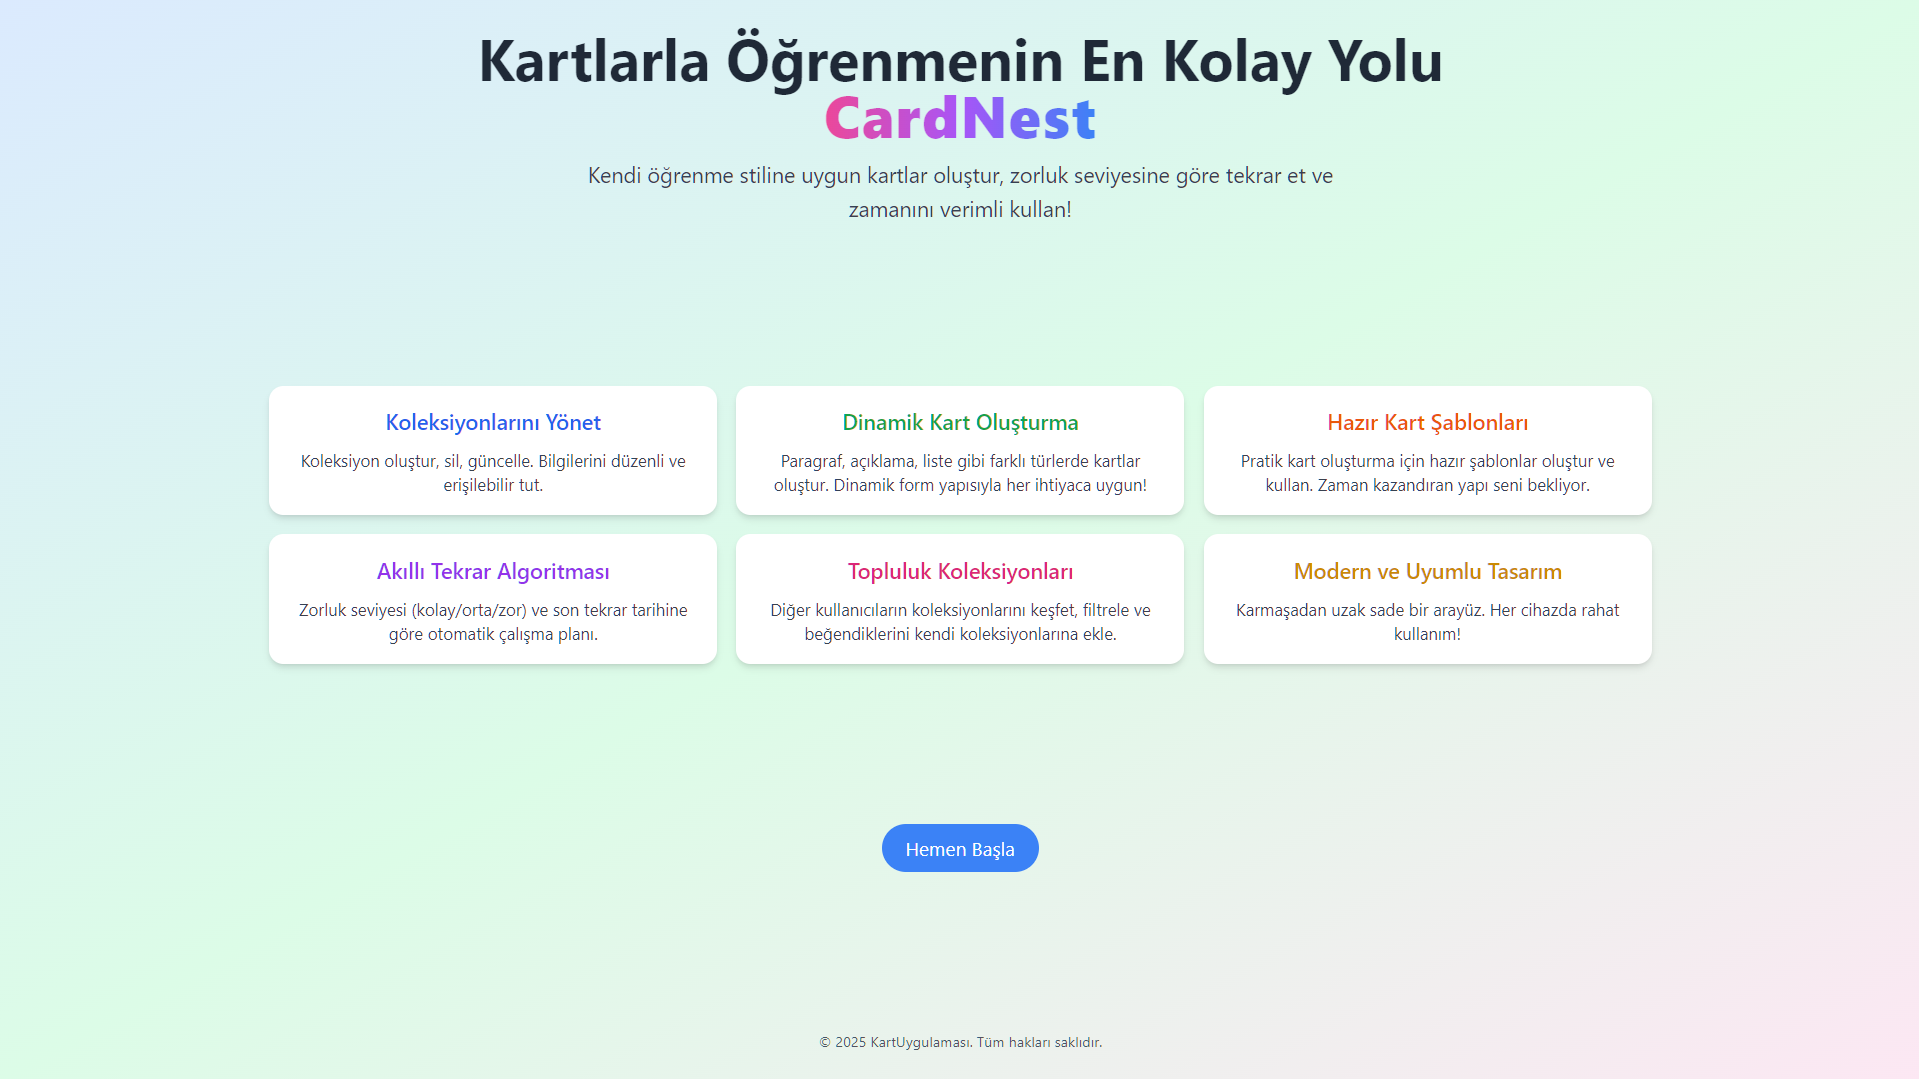 Kartlarla Öğrenmenin En Kolay Yolu
CardNest
Kendi öğrenme stiline uygun kartlar oluştur, zorluk seviyesine göre tekrar et ve
zamanını verimli kullan!
Koleksiyonlarını Yönet
Koleksiyon oluştur, sil, güncelle. Bilgilerini düzenli ve
erişilebilir tut.
Dinamik Kart Oluşturma
Paragraf, açıklama, liste gibi farklı türlerde kartlar
oluştur. Dinamik form yapısıyla her ihtiyaca uygun!
Hazır Kart Şablonları
Pratik kart oluşturma için hazır şablonlar oluştur ve
kullan. Zaman kazandıran yapı seni bekliyor.
Akıllı Tekrar Algoritması
Zorluk seviyesi (kolay/orta/zor) ve son tekrar tarihine
göre otomatik çalışma planı.
Topluluk Koleksiyonları
Diğer kullanıcıların koleksiyonlarını keşfet, filtrele ve
beğendiklerini kendi koleksiyonlarına ekle.
Modern ve Uyumlu Tasarım
Karmaşadan uzak sade bir arayüz. Her cihazda rahat
kullanım!
Hemen Başla
© 2025 KartUygulaması. Tüm hakları saklıdır.